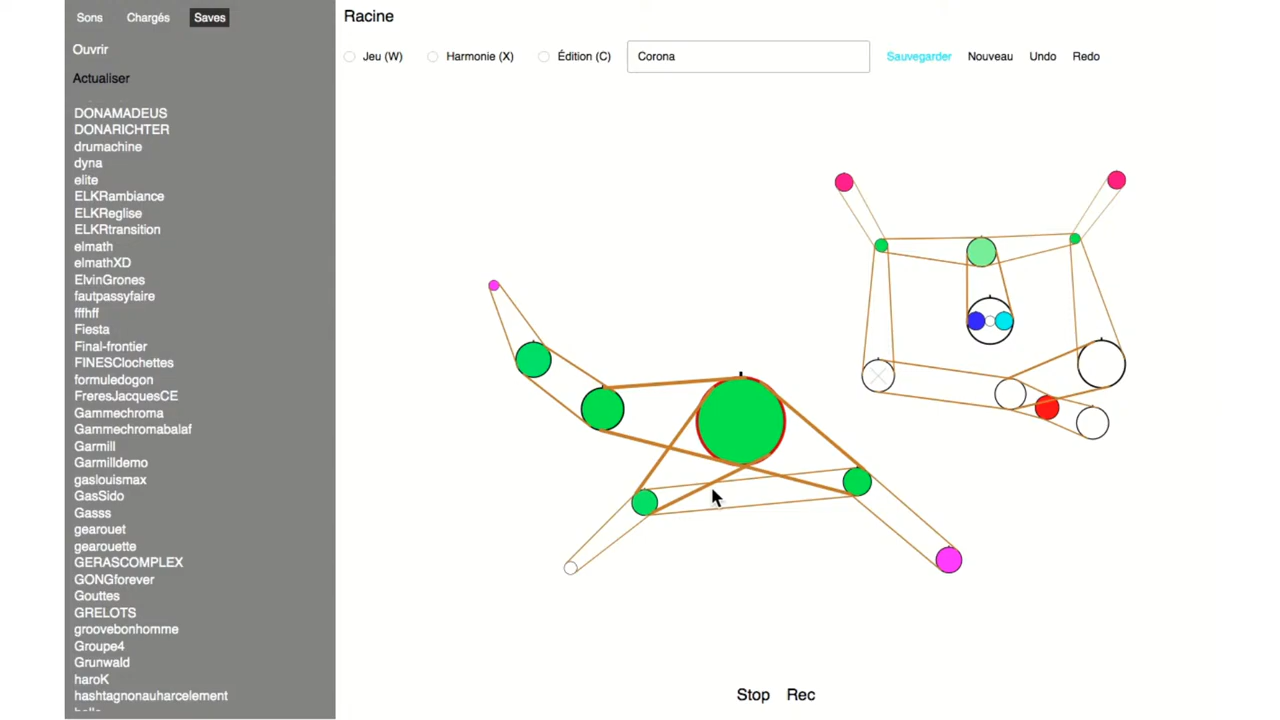 Sons Chargés Saves
Ouvrir
Actualiser
DONAMADEUS
DONARICHTER
drumachine
dyna
elite
ELKRambiance
ELKReglise
ELKRtransition
elmath
elmathXD
ElvinGrones
fautpassyfaire
fffhff
Fiesta
Final-frontier
FINESClochettes
formuledogon
FreresJacquesCE
Gammechroma
Gammechromabalaf
Garmill
Garmilldemo
gaslouismax
GasSido
Gasss
gearouet
gearouette
GERASCOMPLEX
GONGforever
Gouttes
GRELOTS
groovebonhomme
Groupe4
Grunwald
haroK
hashtagnonauharcelement
Racine
Jeu (W) Harmonie (X) Édition (C) Corona Sauvegarder Nouveau Undo Redo
Stop Rec